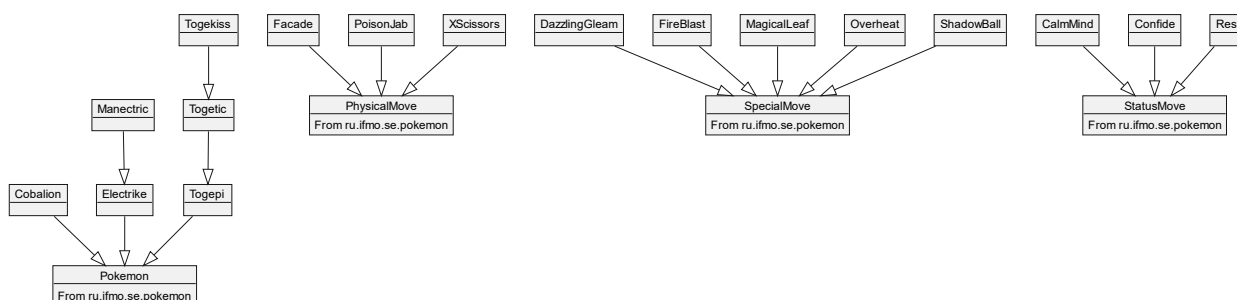 Togekiss
Facade
PoisonJab
XScissors
DazzlingGleam
FireBlast
MagicalLeaf
Overheat
ShadowBall
CalmMind
Confide
Res
Manectric
Togetic
PhysicalMove
From ru.ifmo.se.pokemon
SpecialMove
From ru.ifmo.se.pokemon
StatusMove
From ru.ifmo.se.pokemon
Cobalion
Electrike
Togepi
Pokemon
From ru.ifmo.se.pokemon